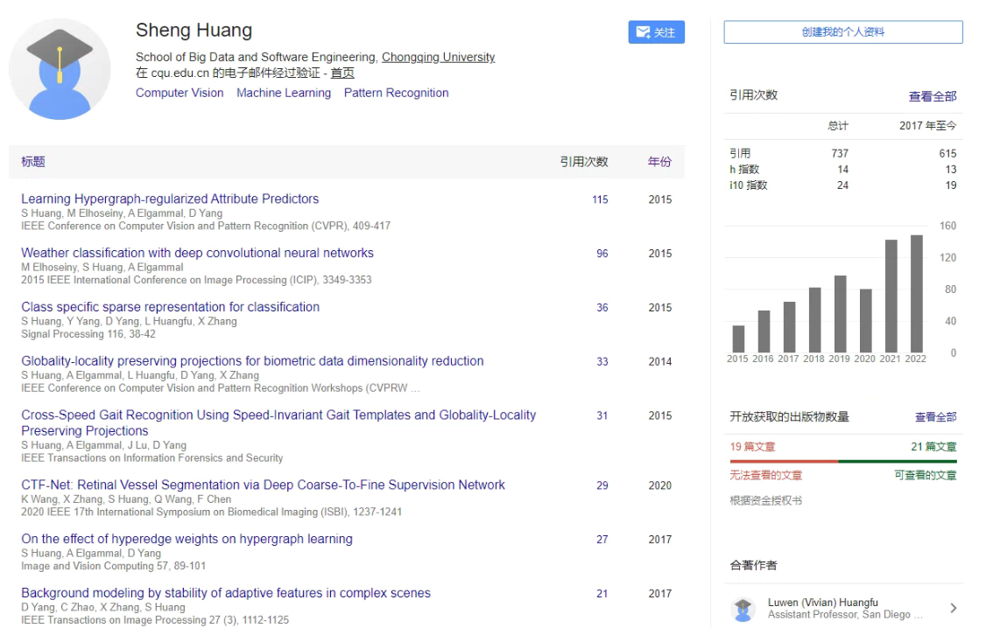 Sheng Huang
关注
School of Big Data and Software Engineering, Chongqing University
在 cqu.edu.cn 的电子邮件经过验证 - 首页
Computer Vision Machine Learning Pattern Recognition
标题 引用次数 年份
Learning Hypergraph-regularized Attribute Predictors 115 2015
S Huang, M Elhoseiny, A Elgammal, D Yang
IEEE Conference on Computer Vision and Pattern Recognition (CVPR), 409-417
Weather classification with deep convolutional neural networks 96 2015
M Elhoseiny, S Huang, A Elgammal
2015 IEEE International Conference on Image Processing (ICIP), 3349-3353
Class specific sparse representation for classification 36 2015
S Huang, Y Yang, D Yang, L Huangfu, X Zhang
Signal Processing 116, 38-42
Globality-locality preserving projections for biometric data dimensionality reduction 33 2014
S Huang, A Elgammal, L Huangfu, D Yang, X Zhang
IEEE Conference on Computer Vision and Pattern Recognition Workshops (CVPRW …
Cross-Speed Gait Recognition Using Speed-Invariant Gait Templates and Globality-Locality 31 2015
Preserving Projections
S Huang, A Elgammal, J Lu, D Yang
IEEE Transactions on Information Forensics and Security
CTF-Net: Retinal Vessel Segmentation via Deep Coarse-To-Fine Supervision Network 29 2020
K Wang, X Zhang, S Huang, Q Wang, F Chen
2020 IEEE 17th International Symposium on Biomedical Imaging (ISBI), 1237-1241
On the effect of hyperedge weights on hypergraph learning 27 2017
S Huang, A Elgammal, D Yang
Image and Vision Computing 57, 89-101
Background modeling by stability of adaptive features in complex scenes 21 2017
D Yang, C Zhao, X Zhang, S Huang
IEEE Transactions on Image Processing 27 (3), 1112-1125
创建我的个人资料
引用次数 查看全部
总计 2017 年至今
引用 737 615
h 指数 14 13
i10 指数 24 19
160
120
80
40
0
2015 2016 2017 2018 2019 2020 2021 2022
开放获取的出版物数量 查看全部
19 篇文章 21 篇文章
无法查看的文章 可查看的文章
根据资金授权书
合著作者
Luwen (Vivian) Huangfu
Assistant Professor, San Diego …